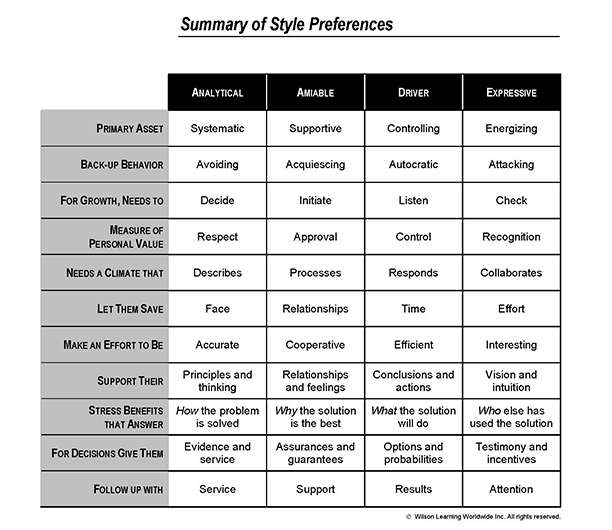 Summary of Style Preferences
ANALYTICAL AMIABLE DRIVER EXPRESSIVE
PRIMARY ASSET Systematic Supportive Controlling Energizing
BACK-UP BEHAVIOR Avoiding Acquiescing Autocratic Attacking
FOR GROWTH, NEEDS TO Decide Initiate Listen Check
MEASURE OF
PERSONAL VALUE Respect Approval Control Recognition
NEEDS A CLIMATE THAT Describes Processes Responds Collaborates
LET THEM SAVE Face Relationships Time Effort
MAKE AN EFFORT TO BE Accurate Cooperative Efficient Interesting
SUPPORT THEIR Principles and Relationships Conclusions and Vision and
thinking and feelings actions intuition
STRESS BENEFITS How the problem Why the solution What the solution Who else has
THAT ANSWER is solved is the best will do used the solution
FOR DECISIONS GIVE THEM Evidence and Assurances and Options and Testimony and
service guarantees probabilities incentives
FOLLOW UP WITH Service Support Results Attention
© Wilson Learning Worldwide Inc. All rights reserved.